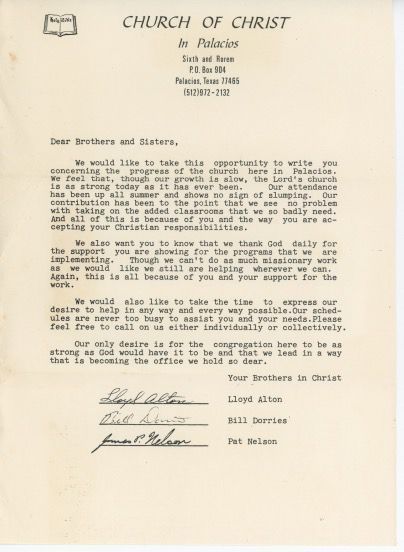 Holy Bible
CHURCH OF CHRIST
In Palacios
Sixth and Rorem
P.O. Box 904
Palacios, Texas 77465
(512)972-2132
Dear Brothers and Sisters,
We would like to take this opportunity to write you
concerning the progress of the church here in Palacios.
We feel that, though our growth is slow, the Lord's church
is as strong today as it has ever been. Our attendance
has been up all summer and shows no sign of slumping. Our
contribution has been to the point that we see no problem
with taking on the added classrooms that we so badly need.
And all of this is because of you and the way you are ac-
cepting your Christian responsibilities.
We also want you to know that we thank God daily for
the support you are showing for the programs that we are
implementing. Though we can't do as much missionary work
as we would like we still are helping wherever we can.
Again, this is all because of you and your support for the
work.
We would also like to take the time to express our
desire to help in any way and every way possible.Our sched-
ules are never too busy to assist you and your needs.Please
feel free to call on us either individually or collectively.
Our only desire is for the congregation here to be as
strong as God would have it to be and that we lead in a way
that is becoming the office we hold so dear.
Your Brothers in Christ
Lloyd Alton Lloyd Alton
Bill Dorries Bill Dorries
James P. Nelson Pat Nelson